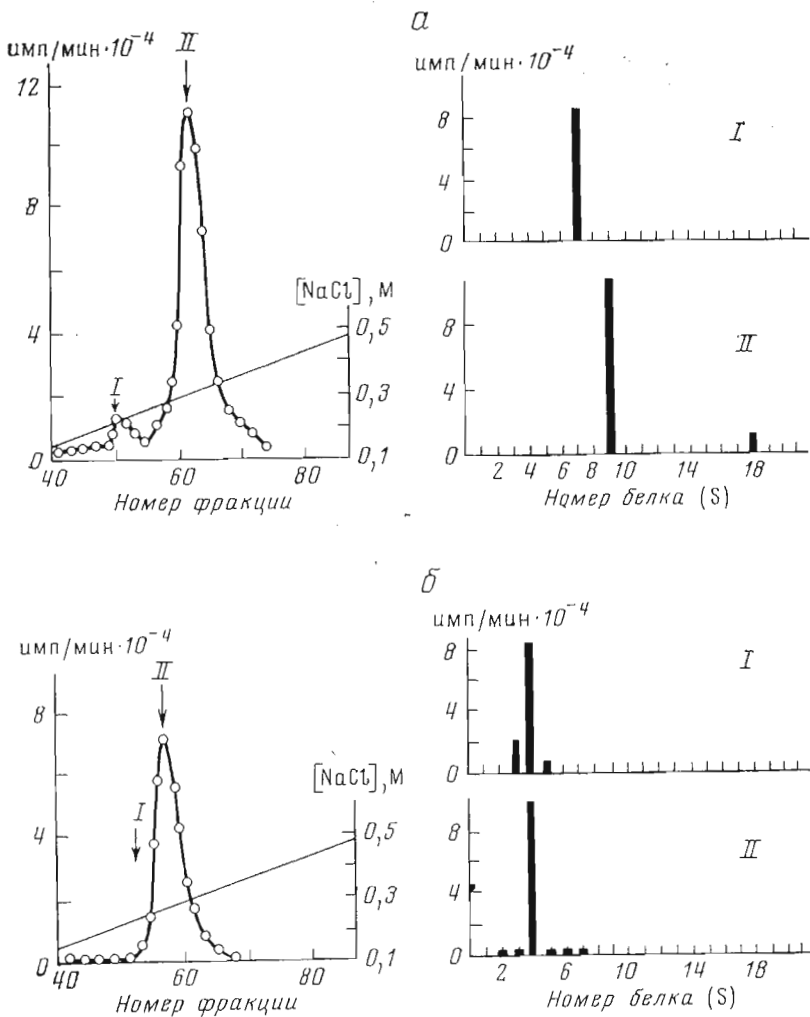 а
имп/мин·10⁻⁴
II
12
8
4
0
I
[NaCl], М
0,5
0,3
0,1
40 60 80
Номер фракции
имп/мин·10⁻⁴
8
4
0
I
8
4
0
II
2 4 6 8 10 14 18
Номер белка (S)
б
имп/мин·10⁻⁴
II
8
4
0
I
[NaCl], М
0,5
0,3
0,1
40 60 80
Номер фракции
имп/мин·10⁻⁴
8
4
0
I
8
4
0
II
2 6 10 14 18
Номер белка (S)